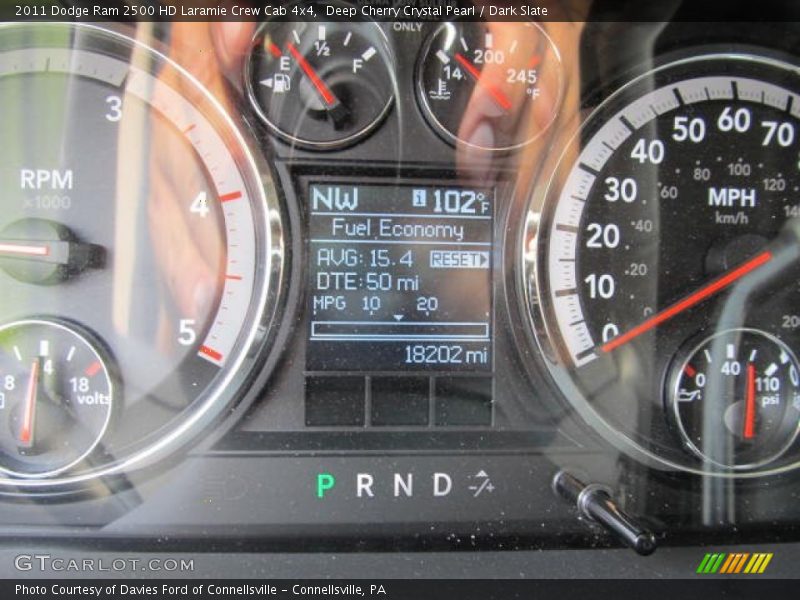 2011 Dodge Ram 2500 HD Laramie Crew Cab 4x4, Deep Cherry Crystal Pearl / Dark Slate
ONLY
E ½ F
140 200 245 °F
3
4
5
RPM
x1000
8 14 18
volts
NW 102°F
Fuel Economy
AVG: 15.4 RESET
DTE: 50 mi
MPG 10 20
18202 mi
0 10 20 30 40 50 60 70
20 40 60 80 100 120 140
MPH
km/h
0 40 110
psi
P R N D
GTCARLOT.COM
Photo Courtesy of Davies Ford of Connellsville – Connellsville, PA